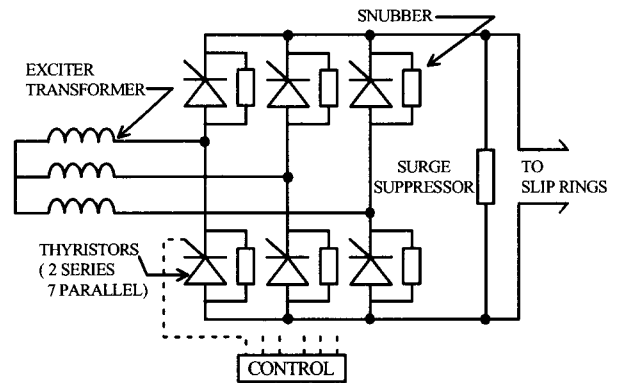 SNUBBER
EXCITER
TRANSFORMER
SURGE
SUPPRESSOR
TO
SLIP RINGS
THYRISTORS
( 2 SERIES
7 PARALLEL)
CONTROL